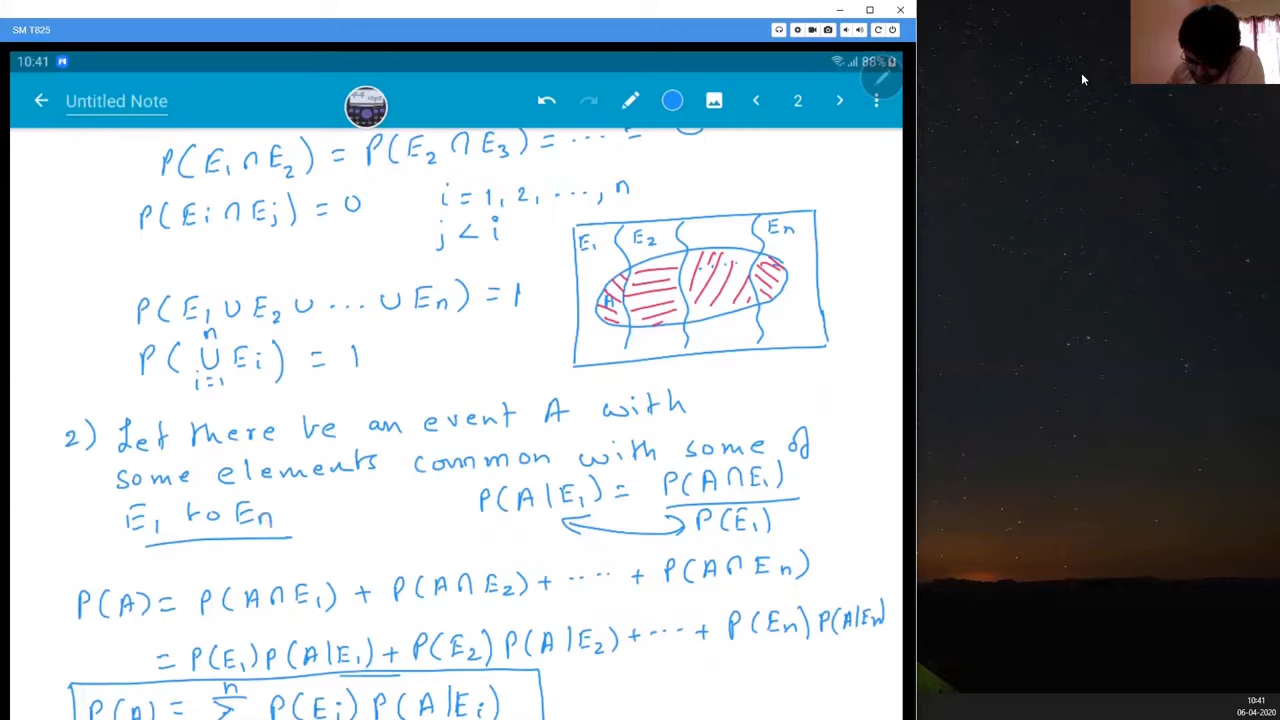 SM T825
10:41
88%
Untitled Note
2
P(E₁ ∩ E₂) = P(E₂ ∩ E₃) = ···· = 0
P(Ei ∩ Ej) = 0
i = 1, 2, ···, n
j < i
E₁ E₂ En
A
P(E₁ ∪ E₂ ∪ ··· ∪ En) = 1
P(⋃ⁿᵢ₌₁ Ei) = 1
2) Let there be an event A with
some elements common with some of
E₁ to En
P(A|E₁) = P(A∩E₁) / P(E₁)
P(A) = P(A∩E₁) + P(A∩E₂) + ···· + P(A∩En)
= P(E₁)P(A|E₁) + P(E₂)P(A|E₂) + ··· + P(En)P(A|En)
P(A) = Σⁿ P(Ei) P(A|Ei)
10:41
06-04-2020